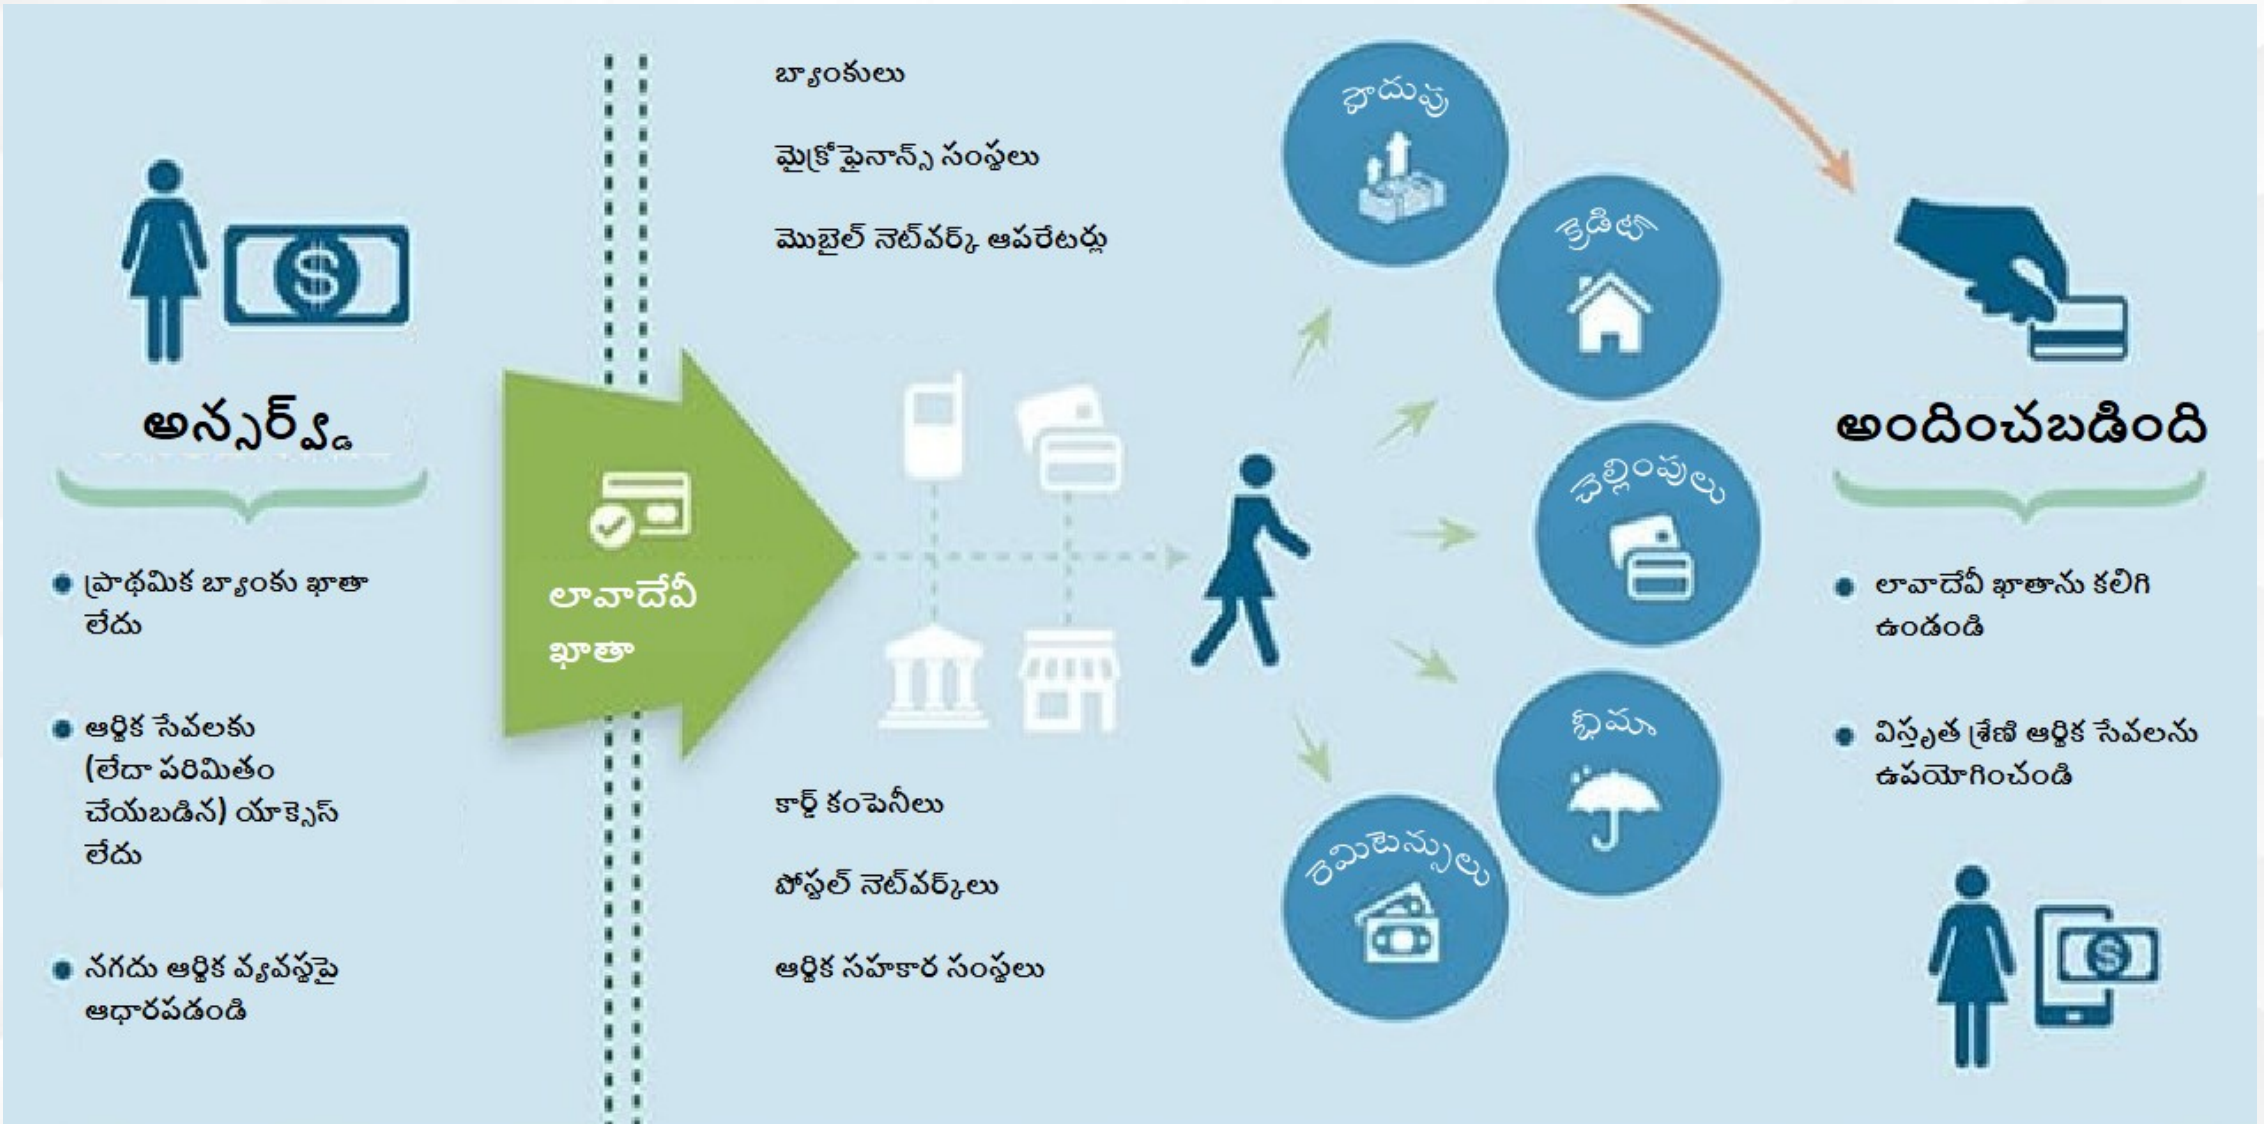 అన్సర్వ్డ్
ప్రాథమిక బ్యాంకు ఖాతా
లేదు
ఆర్థిక సేవలకు
(లేదా పరిమితం
చేయబడిన) యాక్సెస్
లేదు
నగదు ఆర్థిక వ్యవస్థపై
ఆధారపడండి
లావాదేవీ
ఖాతా
బ్యాంకులు
మైక్రోఫైనాన్స్ సంస్థలు
మొబైల్ నెట్‌వర్క్ ఆపరేటర్లు
కార్డ్ కంపెనీలు
పోస్టల్ నెట్‌వర్క్‌లు
ఆర్థిక సహకార సంస్థలు
పొదుపు
క్రెడిట్
చెల్లింపులు
భీమా
రెమిటెన్సులు
అందించబడింది
లావాదేవీ ఖాతాను కలిగి
ఉండండి
విస్తృత శ్రేణి ఆర్థిక సేవలను
ఉపయోగించండి